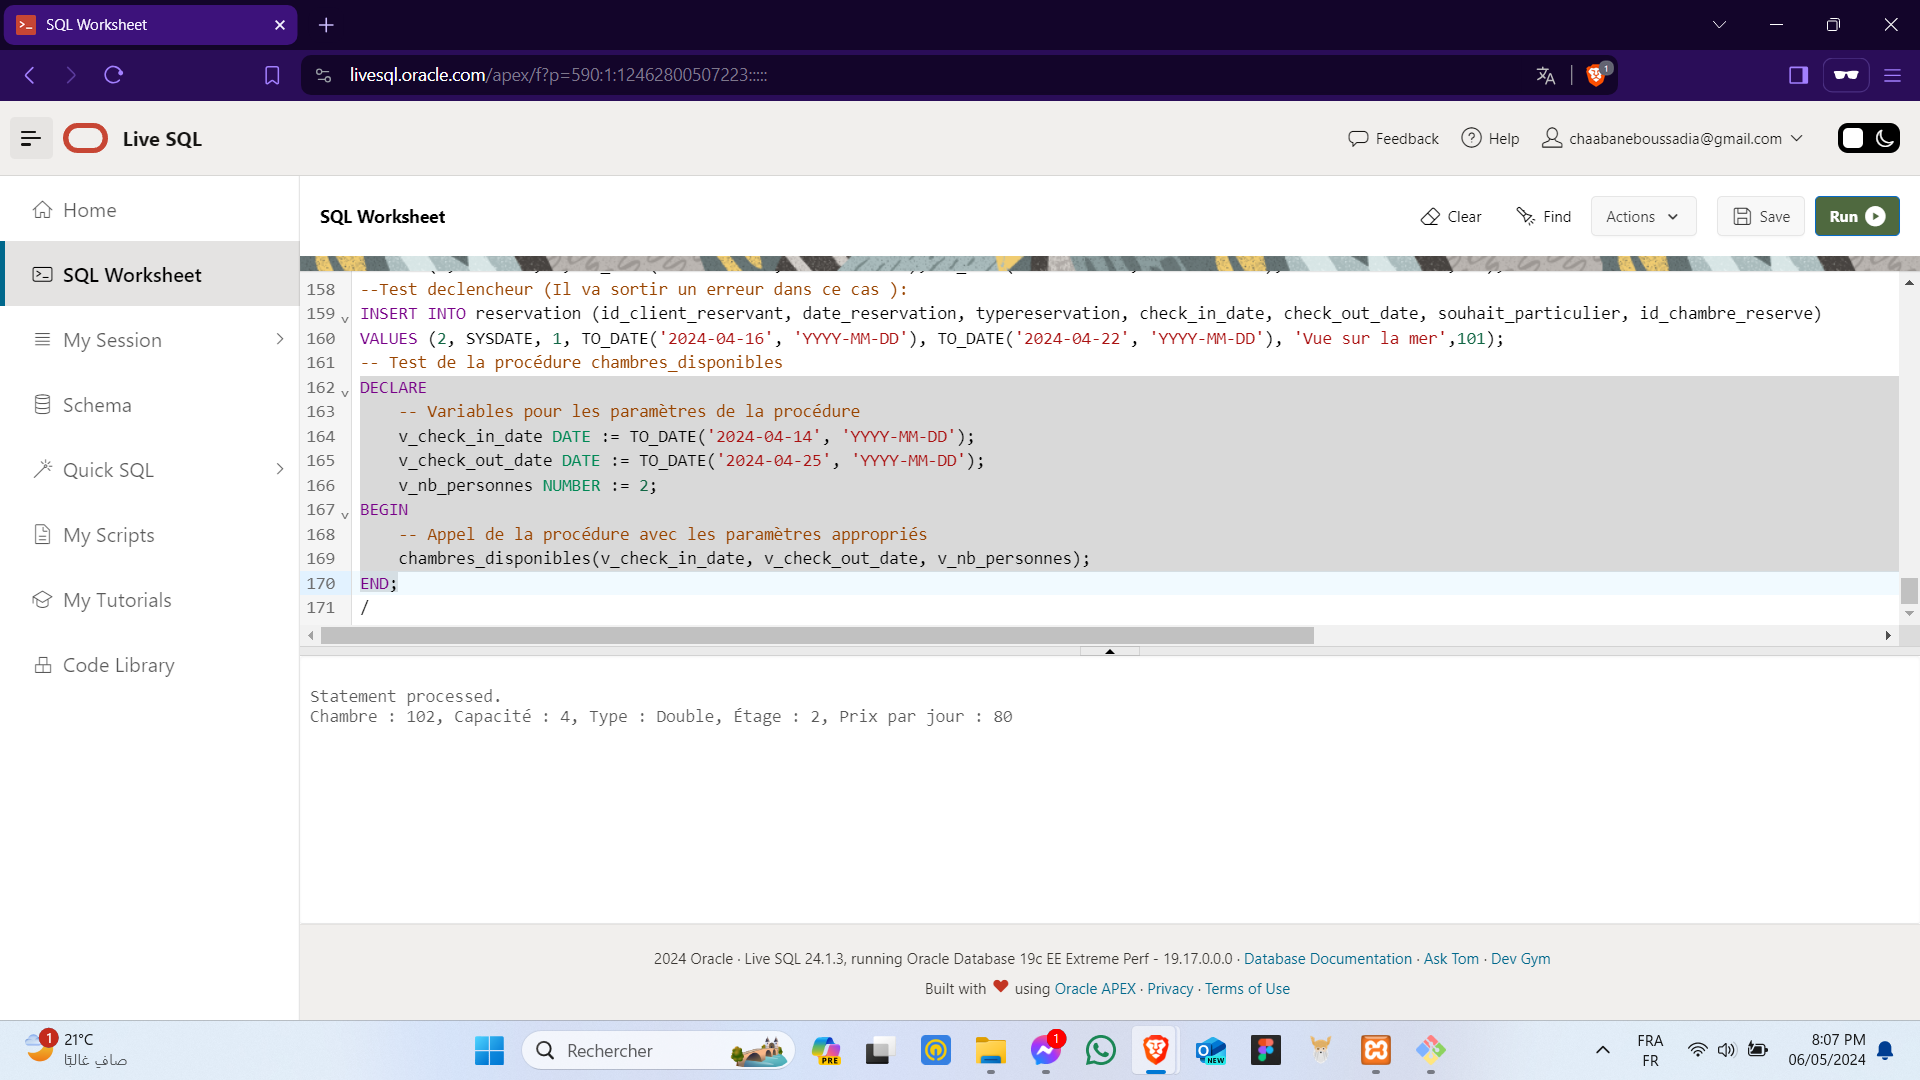 SQL Worksheet
livesql.oracle.com/apex/f?p=590:1:12462800507223:::::
1
Live SQL
Feedback
Help
chaabaneboussadia@gmail.com
Home
SQL Worksheet
My Session
Schema
Quick SQL
My Scripts
My Tutorials
Code Library
SQL Worksheet
Clear
Find
Actions
Save
Run
158 --Test declencheur (Il va sortir un erreur dans ce cas ):
159 INSERT INTO reservation (id_client_reservant, date_reservation, typereservation, check_in_date, check_out_date, souhait_particulier, id_chambre_reserve)
160 VALUES (2, SYSDATE, 1, TO_DATE('2024-04-16', 'YYYY-MM-DD'), TO_DATE('2024-04-22', 'YYYY-MM-DD'), 'Vue sur la mer',101);
161 -- Test de la procédure chambres_disponibles
162 DECLARE
163 -- Variables pour les paramètres de la procédure
164 v_check_in_date DATE := TO_DATE('2024-04-14', 'YYYY-MM-DD');
165 v_check_out_date DATE := TO_DATE('2024-04-25', 'YYYY-MM-DD');
166 v_nb_personnes NUMBER := 2;
167 BEGIN
168 -- Appel de la procédure avec les paramètres appropriés
169 chambres_disponibles(v_check_in_date, v_check_out_date, v_nb_personnes);
170 END;
171 /
Statement processed.
Chambre : 102, Capacité : 4, Type : Double, Étage : 2, Prix par jour : 80
2024 Oracle · Live SQL 24.1.3, running Oracle Database 19c EE Extreme Perf - 19.17.0.0.0 · Database Documentation · Ask Tom · Dev Gym
Built with ❤ using Oracle APEX · Privacy · Terms of Use
1
21°C
صافٍ غالبًا
Rechercher
PRE
1
NEW
FRA
FR
8:07 PM
06/05/2024